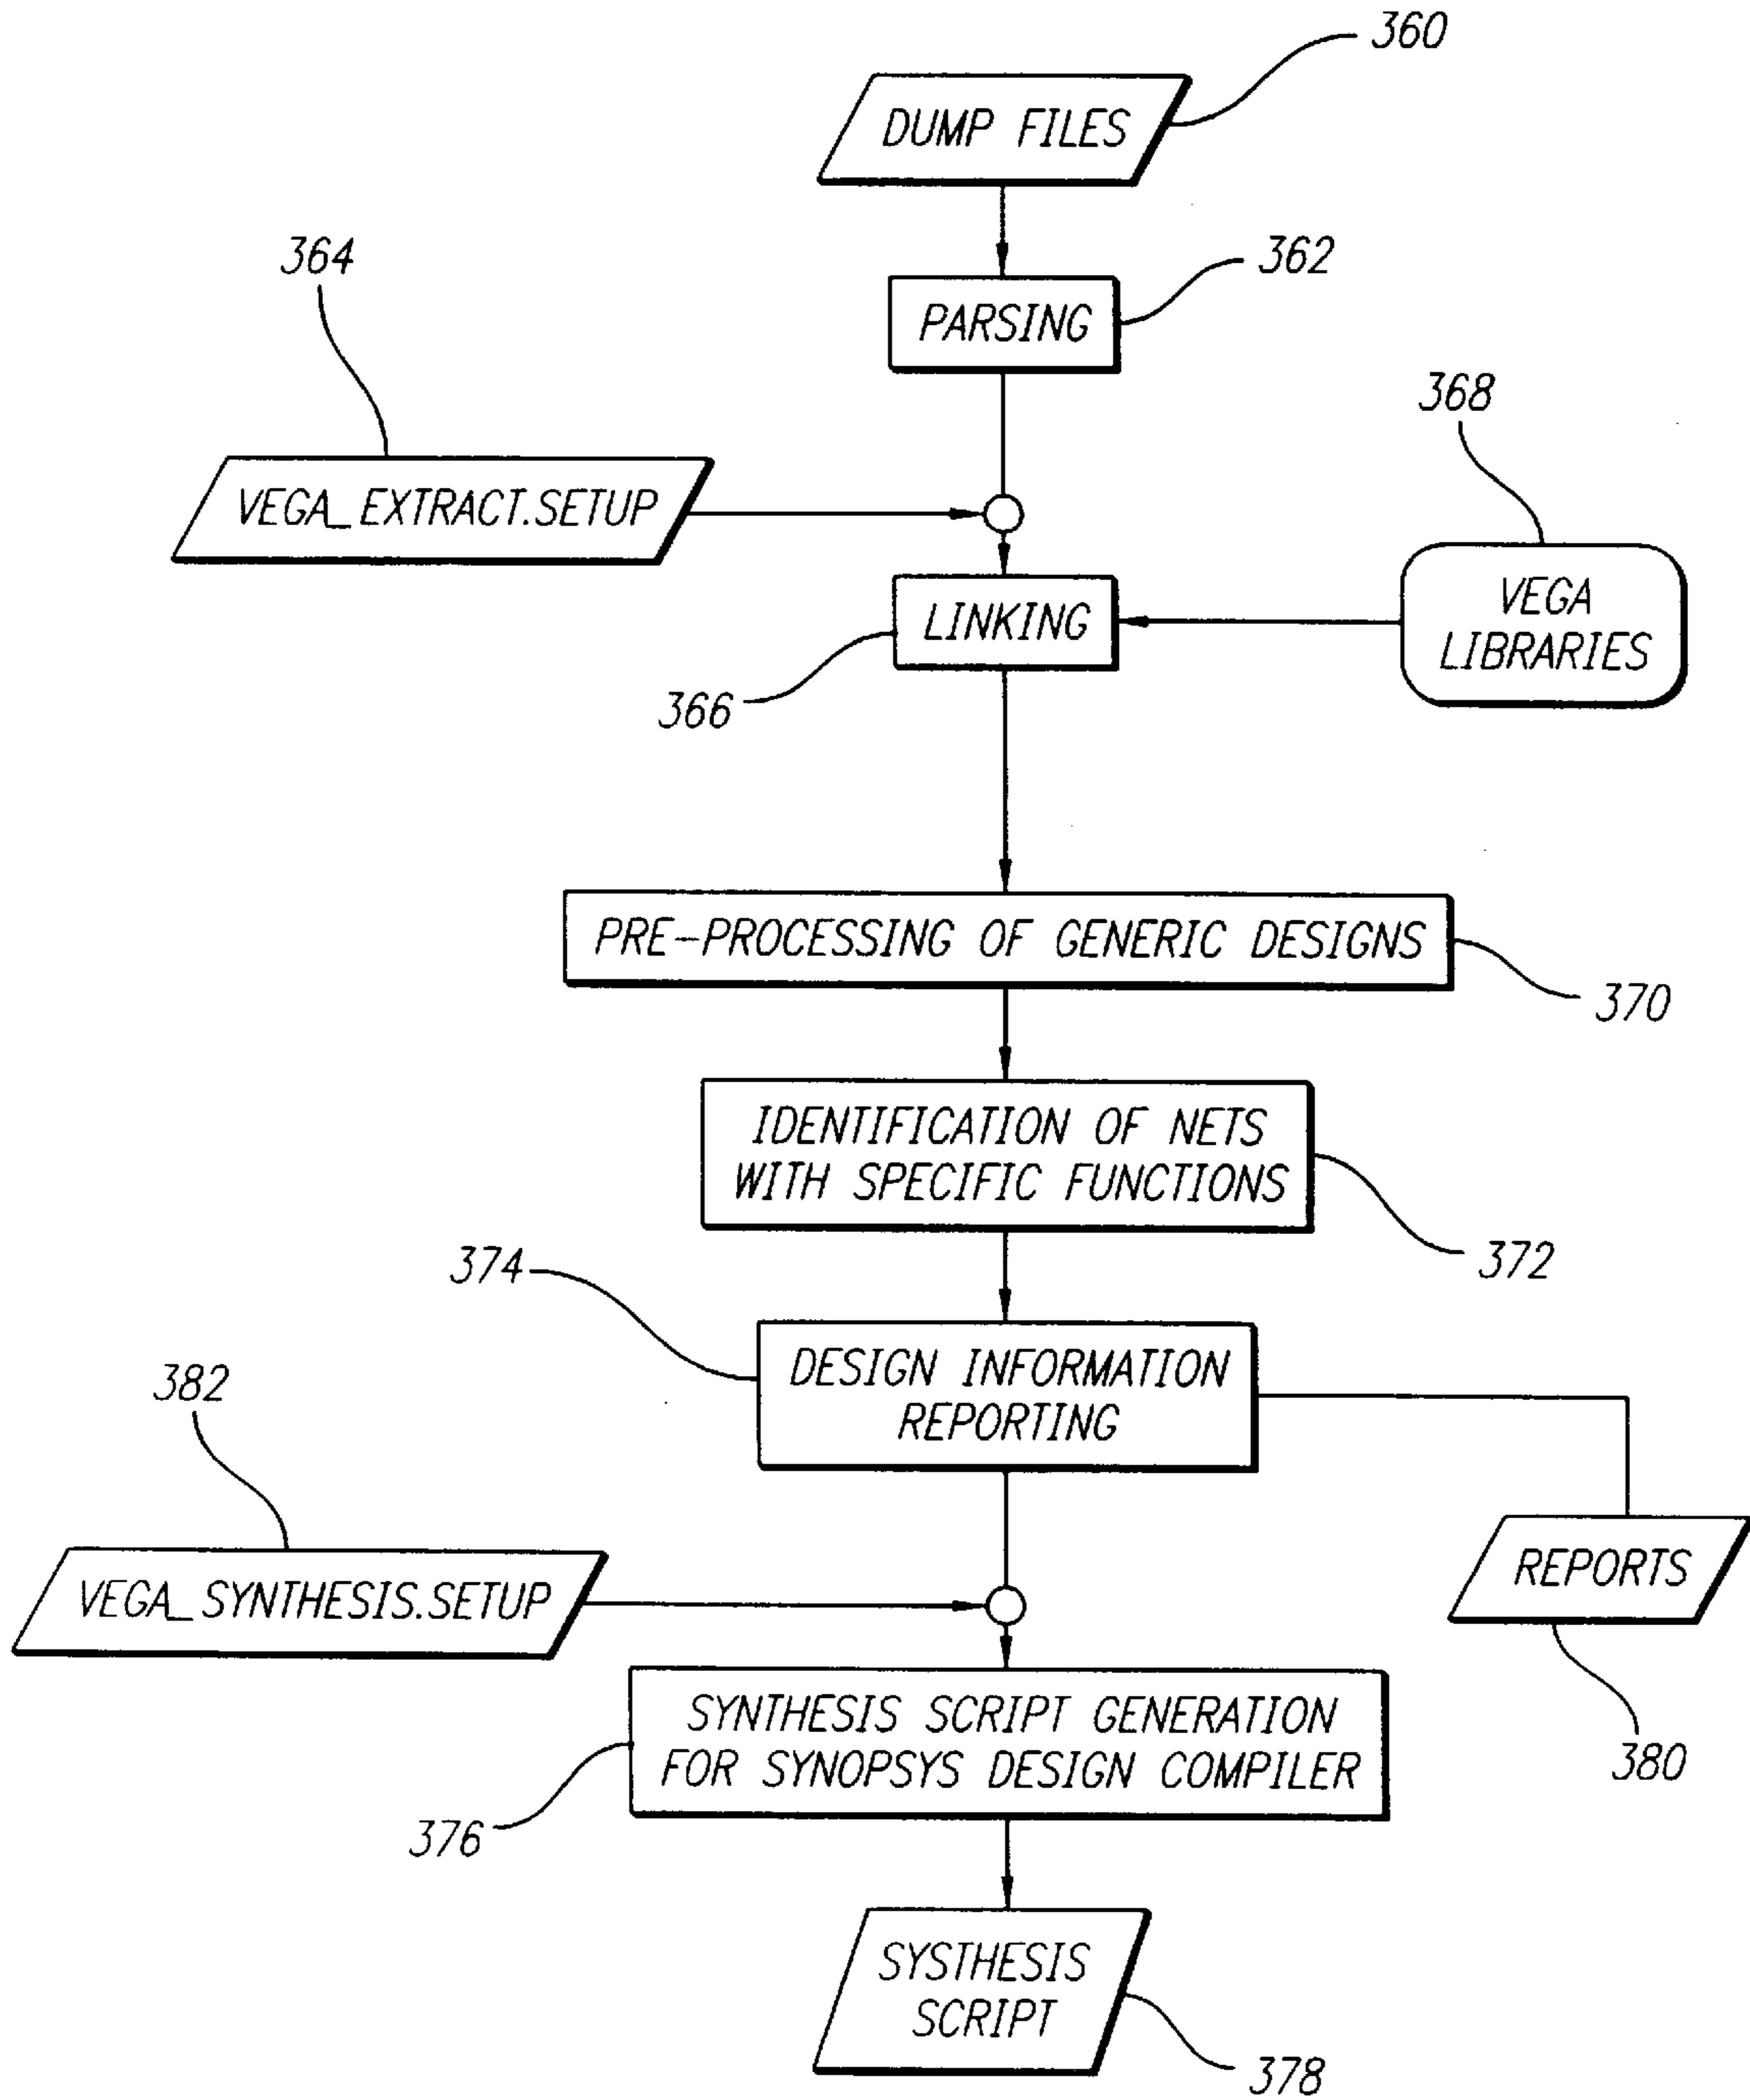 360
DUMP FILES
364
362
PARSING
368
VEGA_EXTRACT.SETUP
VEGA
LIBRARIES
LINKING
366
PRE-PROCESSING OF GENERIC DESIGNS
370
IDENTIFICATION OF NETS
WITH SPECIFIC FUNCTIONS
372
374
DESIGN INFORMATION
REPORTING
382
REPORTS
VEGA_SYNTHESIS.SETUP
380
SYNTHESIS SCRIPT GENERATION
FOR SYNOPSYS DESIGN COMPILER
376
SYSTHESIS
SCRIPT
378